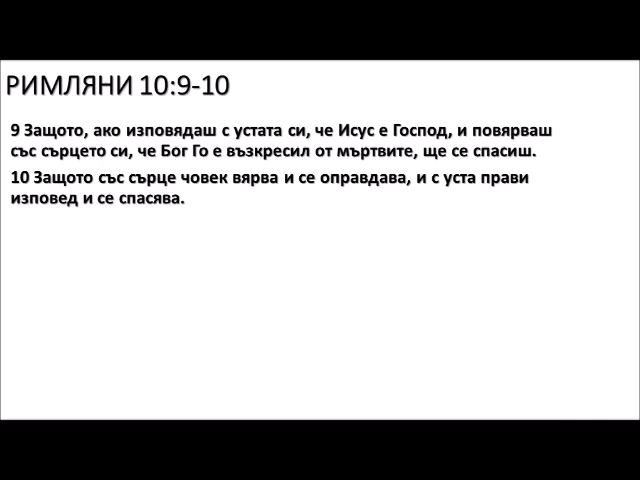 РИМЛЯНИ 10:9-10
9 Защото, ако изповядаш с устата си, че Исус е Господ, и повярваш
със сърцето си, че Бог Го е възкресил от мъртвите, ще се спасиш.
10 Защото със сърце човек вярва и се оправдава, и с уста прави
изповед и се спасява.